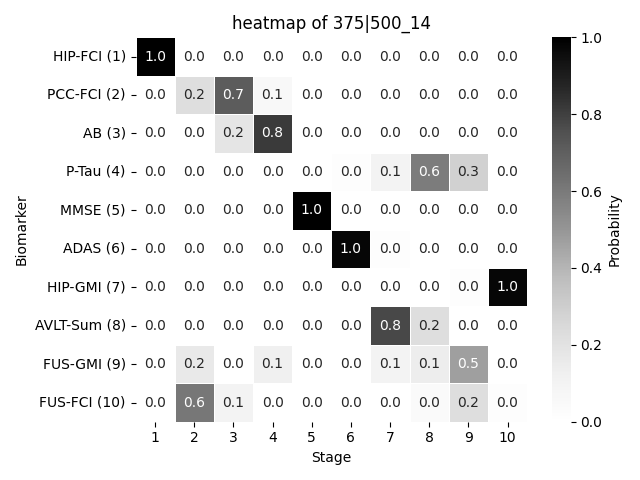 heatmap of 375|500_14
HIP-FCI (1) 1.0 0.0 0.0 0.0 0.0 0.0 0.0 0.0 0.0 0.0
PCC-FCI (2) 0.0 0.2 0.7 0.1 0.0 0.0 0.0 0.0 0.0 0.0
AB (3) 0.0 0.0 0.2 0.8 0.0 0.0 0.0 0.0 0.0 0.0
P-Tau (4) 0.0 0.0 0.0 0.0 0.0 0.0 0.1 0.6 0.3 0.0
MMSE (5) 0.0 0.0 0.0 0.0 1.0 0.0 0.0 0.0 0.0 0.0
ADAS (6) 0.0 0.0 0.0 0.0 0.0 1.0 0.0 0.0 0.0 0.0
HIP-GMI (7) 0.0 0.0 0.0 0.0 0.0 0.0 0.0 0.0 0.0 1.0
AVLT-Sum (8) 0.0 0.0 0.0 0.0 0.0 0.0 0.8 0.2 0.0 0.0
FUS-GMI (9) 0.0 0.2 0.0 0.1 0.0 0.0 0.1 0.1 0.5 0.0
FUS-FCI (10) 0.0 0.6 0.1 0.0 0.0 0.0 0.0 0.0 0.2 0.0
1 2 3 4 5 6 7 8 9 10
Stage
Biomarker
1.0
0.8
0.6
0.4
0.2
0.0
Probability